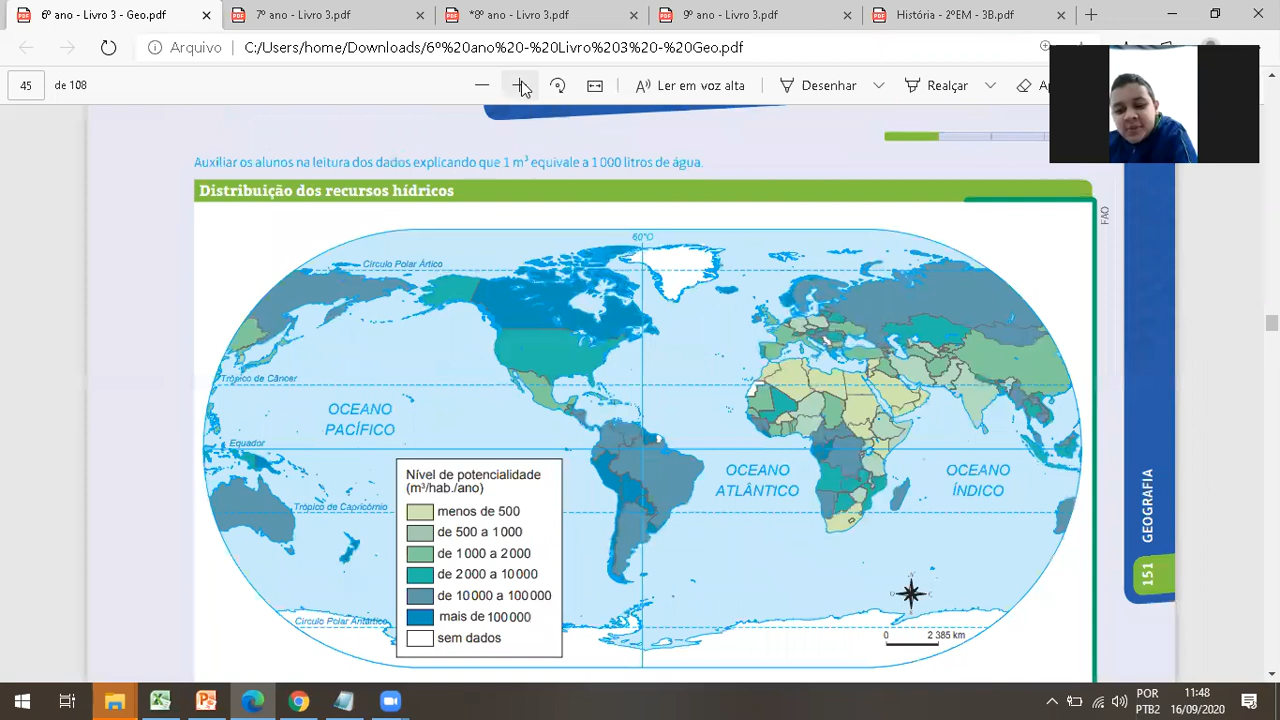 6º ano - Livro 3 - Geo.pdf
7º ano - Livro 3.pdf
*8º ano - Livro 3.pdf
9º ano - Livro 3.pdf
História - 2ºEM - 3B.pdf
Arquivo
C:/Users/home/Downloads/6º%20ano%20-%20Livro%203%20-%20Geo.pdf
45 de 108
Ler em voz alta
Desenhar
Realçar
Auxiliar os alunos na leitura dos dados explicando que 1 m³ equivale a 1 000 litros de água.
Distribuição dos recursos hídricos
FAO
60°O
Círculo Polar Ártico
Trópico de Câncer
OCEANO
PACÍFICO
Equador
OCEANO
ATLÂNTICO
OCEANO
ÍNDICO
Trópico de Capricórnio
Círculo Polar Antártico
Nível de potencialidade
(m³/hab./ano)
menos de 500
de 500 a 1 000
de 1 000 a 2 000
de 2 000 a 10 000
de 10 000 a 100 000
mais de 100 000
sem dados
0 2 385 km
GEOGRAFIA
151
POR
PTB2
11:48
16/09/2020